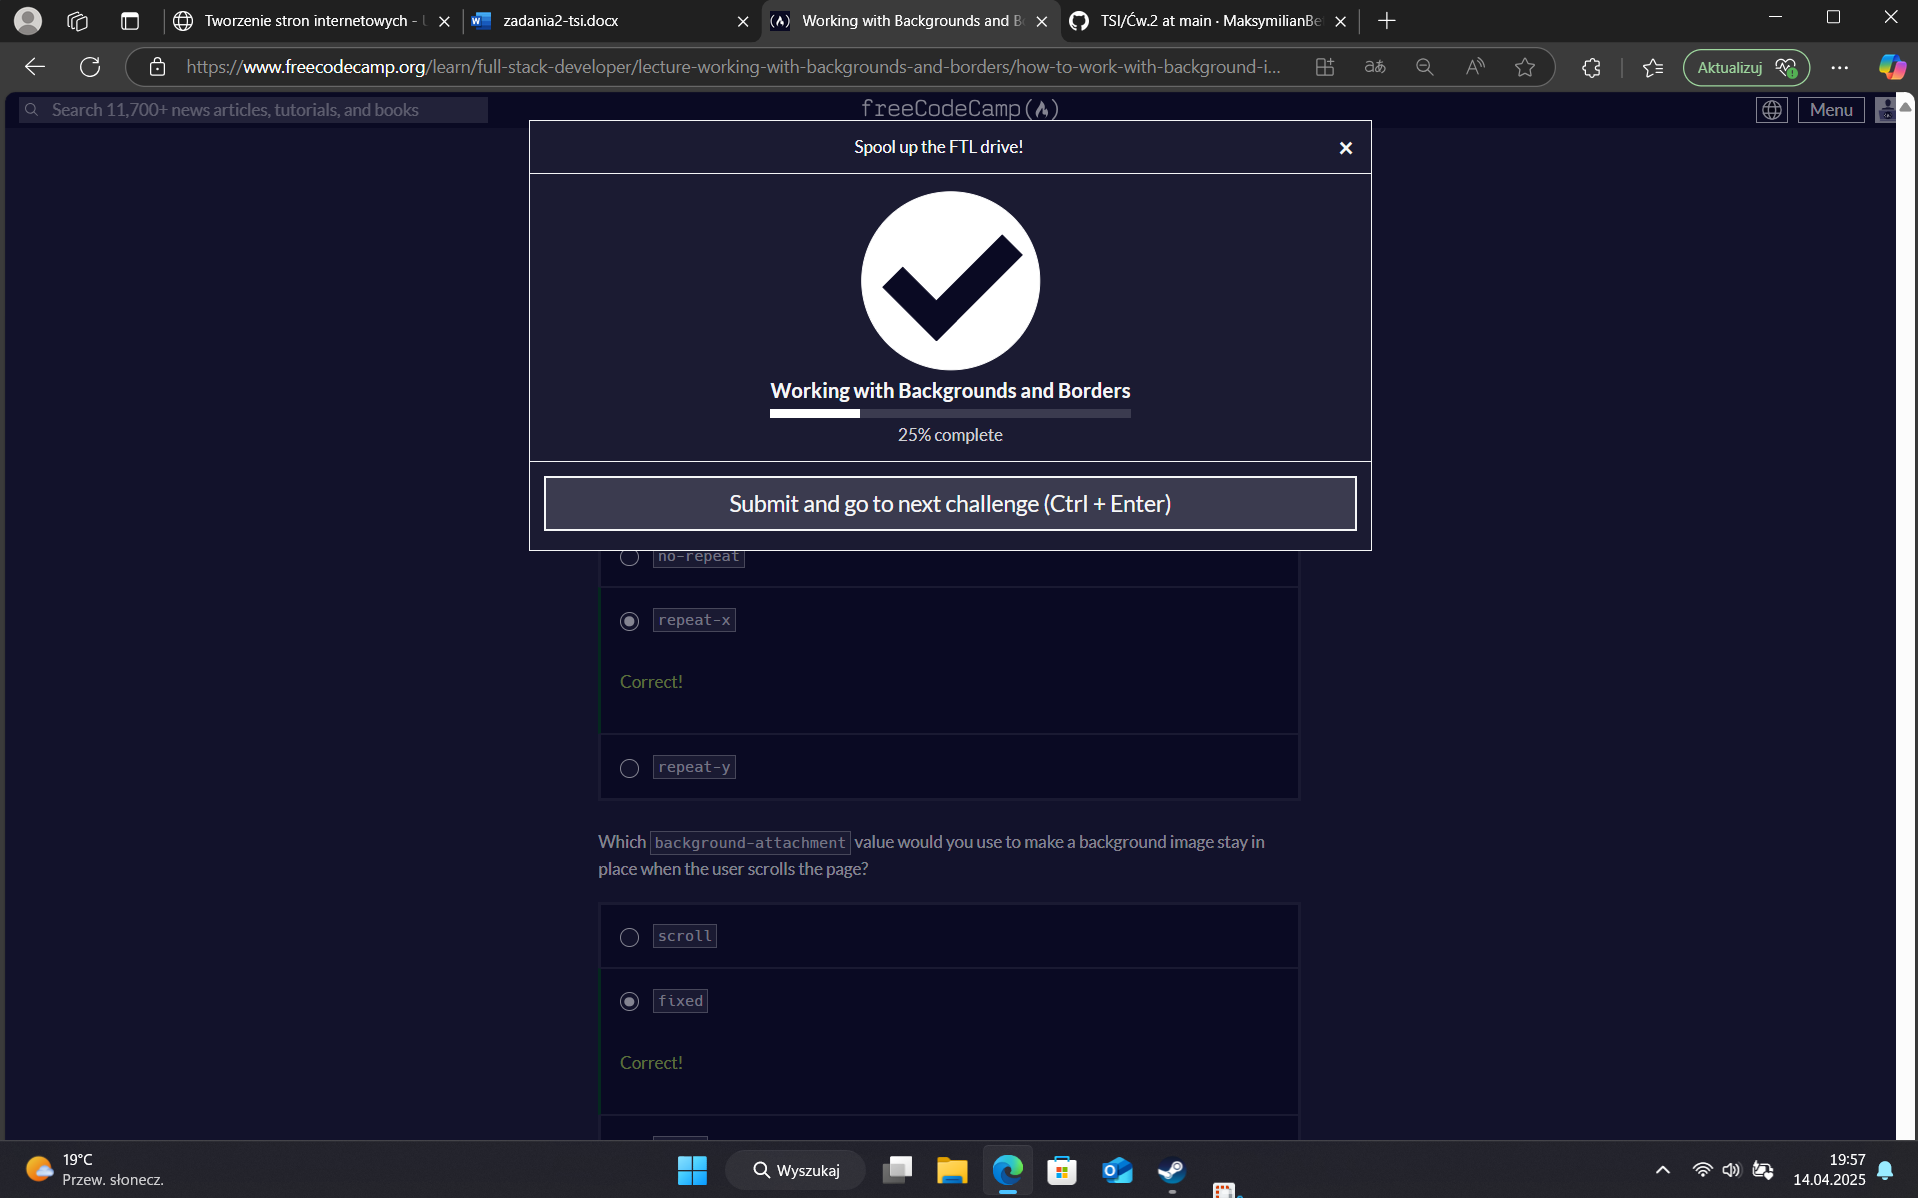 Tworzenie stron internetowych -
zadania2-tsi.docx
Working with Backgrounds and B
TSI/Ćw.2 at main · MaksymilianBe
https://www.freecodecamp.org/learn/full-stack-developer/lecture-working-with-backgrounds-and-borders/how-to-work-with-background-i...
Aktualizuj
Search 11,700+ news articles, tutorials, and books
freeCodeCamp
Menu
Spool up the FTL drive!
Working with Backgrounds and Borders
25% complete
Submit and go to next challenge (Ctrl + Enter)
no-repeat
repeat-x
Correct!
repeat-y
Which background-attachment value would you use to make a background image stay in
place when the user scrolls the page?
scroll
fixed
Correct!
19°C
Przew. słonecz.
Wyszukaj
19:57
14.04.2025